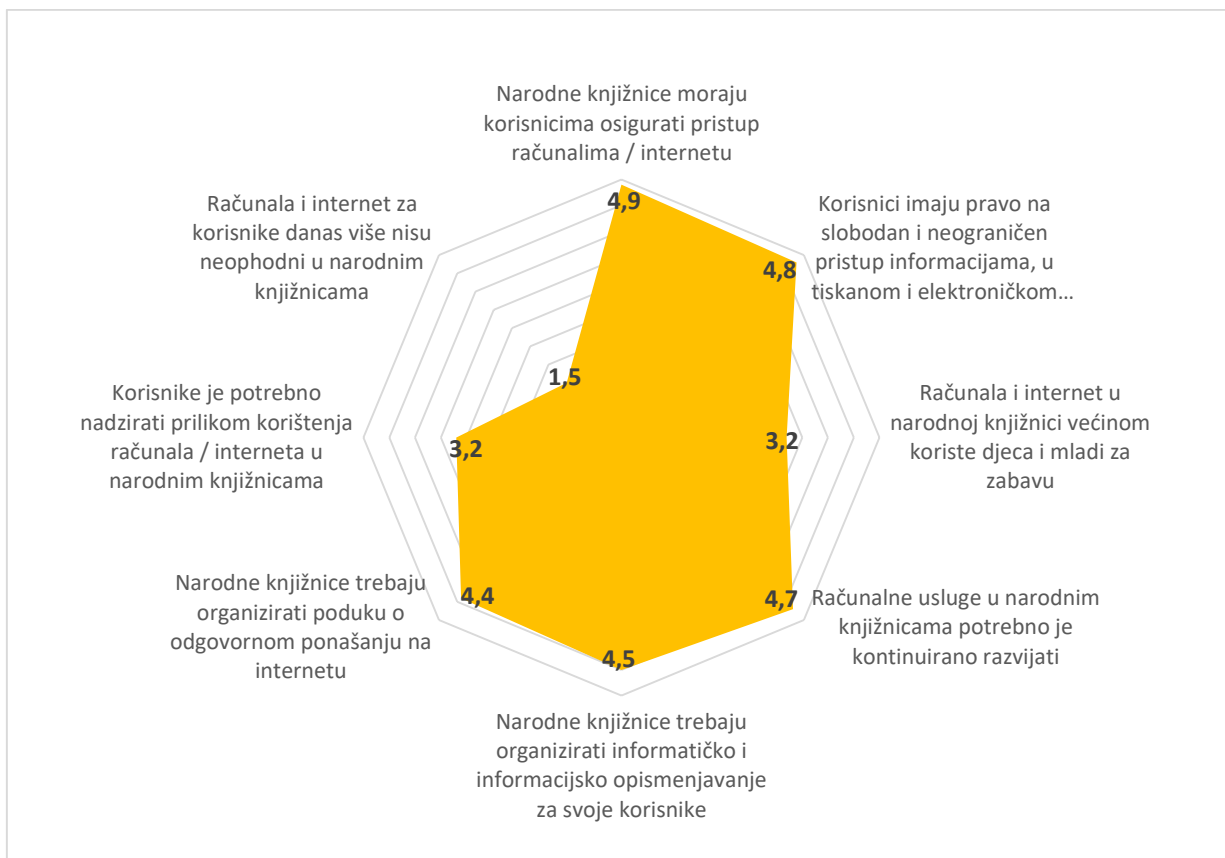 Narodne knjižnice moraju
korisnicima osigurati pristup
računalima / internetu
4,9
Korisnici imaju pravo na
slobodan i neograničen
pristup informacijama, u
tiskanom i elektroničkom...
4,8
Računala i internet u
narodnoj knjižnici većinom
koriste djeca i mladi za
zabavu
3,2
Računalne usluge u narodnim
knjižnicama potrebno je
kontinuirano razvijati
4,7
Narodne knjižnice trebaju
organizirati informatičko i
informacijsko opismenjavanje
za svoje korisnike
4,5
Narodne knjižnice trebaju
organizirati poduku o
odgovornom ponašanju na
internetu
4,4
Korisnike je potrebno
nadzirati prilikom korištenja
računala / interneta u
narodnim knjižnicama
3,2
Računala i internet za
korisnike danas više nisu
neophodni u narodnim
knjižnicama
1,5